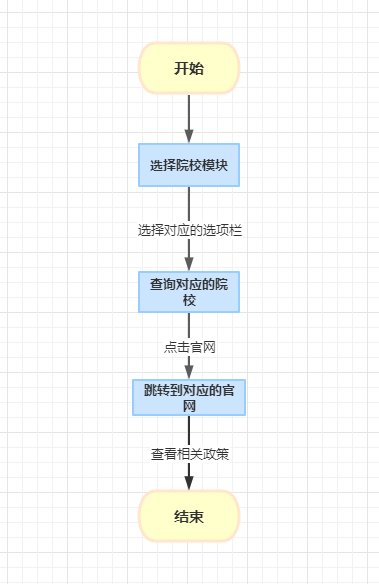 开始
选择院校模块
选择对应的选项栏
查询对应的院
校
点击官网
跳转到对应的官
网
查看相关政策
结束